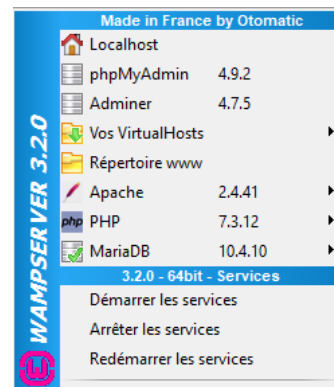 Made in France by Otomatic
Localhost
phpMyAdmin 4.9.2
Adminer 4.7.5
Vos VirtualHosts
Répertoire www
Apache 2.4.41
php PHP 7.3.12
MariaDB 10.4.10
3.2.0 - 64bit - Services
Démarrer les services
Arrêter les services
Redémarrer les services
WAMPSERVER 3.2.0